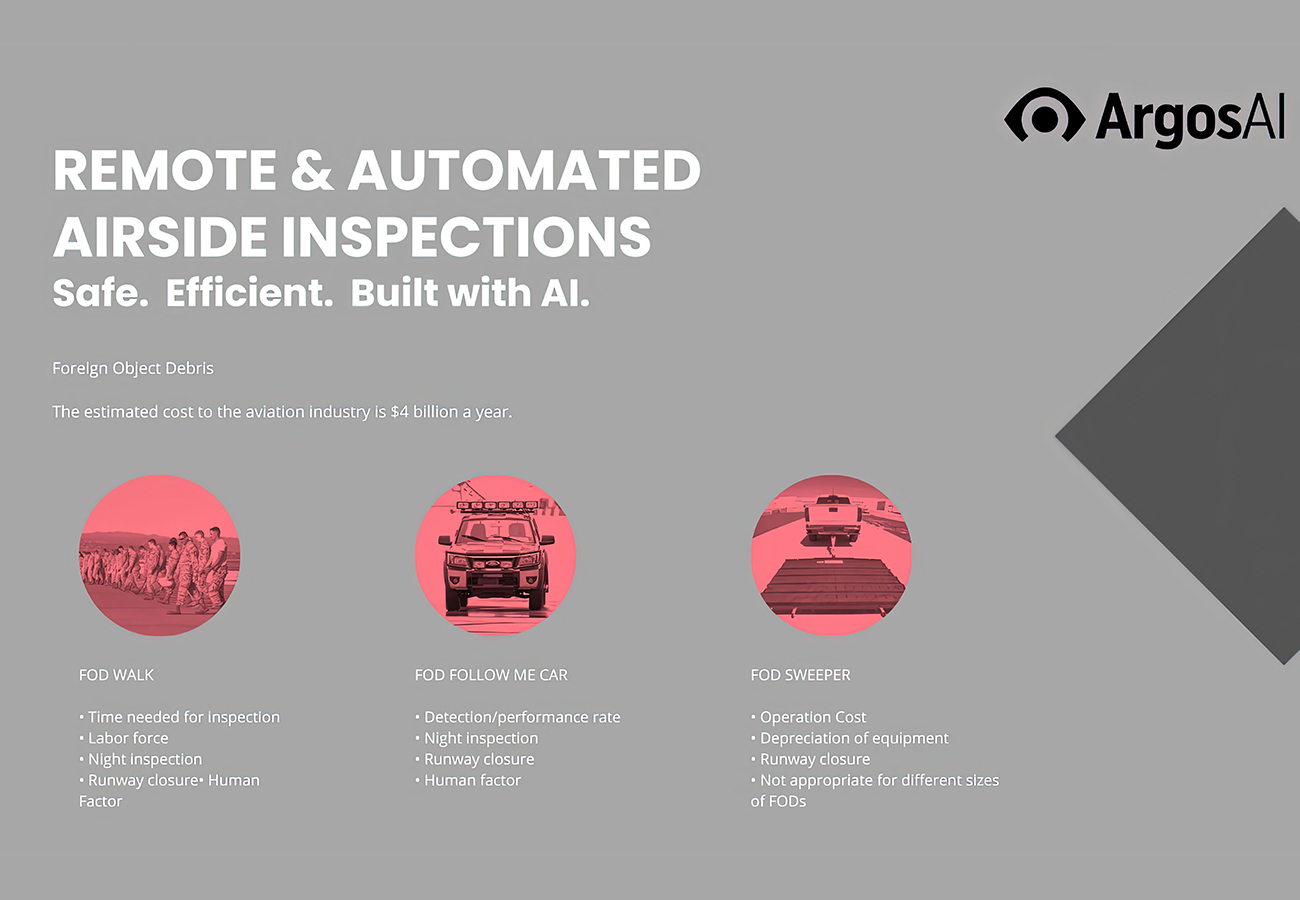 ArgosAI
REMOTE & AUTOMATED
AIRSIDE INSPECTIONS
Safe. Efficient. Built with AI.
Foreign Object Debris
The estimated cost to the aviation industry is $4 billion a year.
FOD WALK
• Time needed for inspection
• Labor force
• Night inspection
• Runway closure• Human
Factor
FOD FOLLOW ME CAR
• Detection/performance rate
• Night inspection
• Runway closure
• Human factor
FOD SWEEPER
• Operation Cost
• Depreciation of equipment
• Runway closure
• Not appropriate for different sizes
of FODs